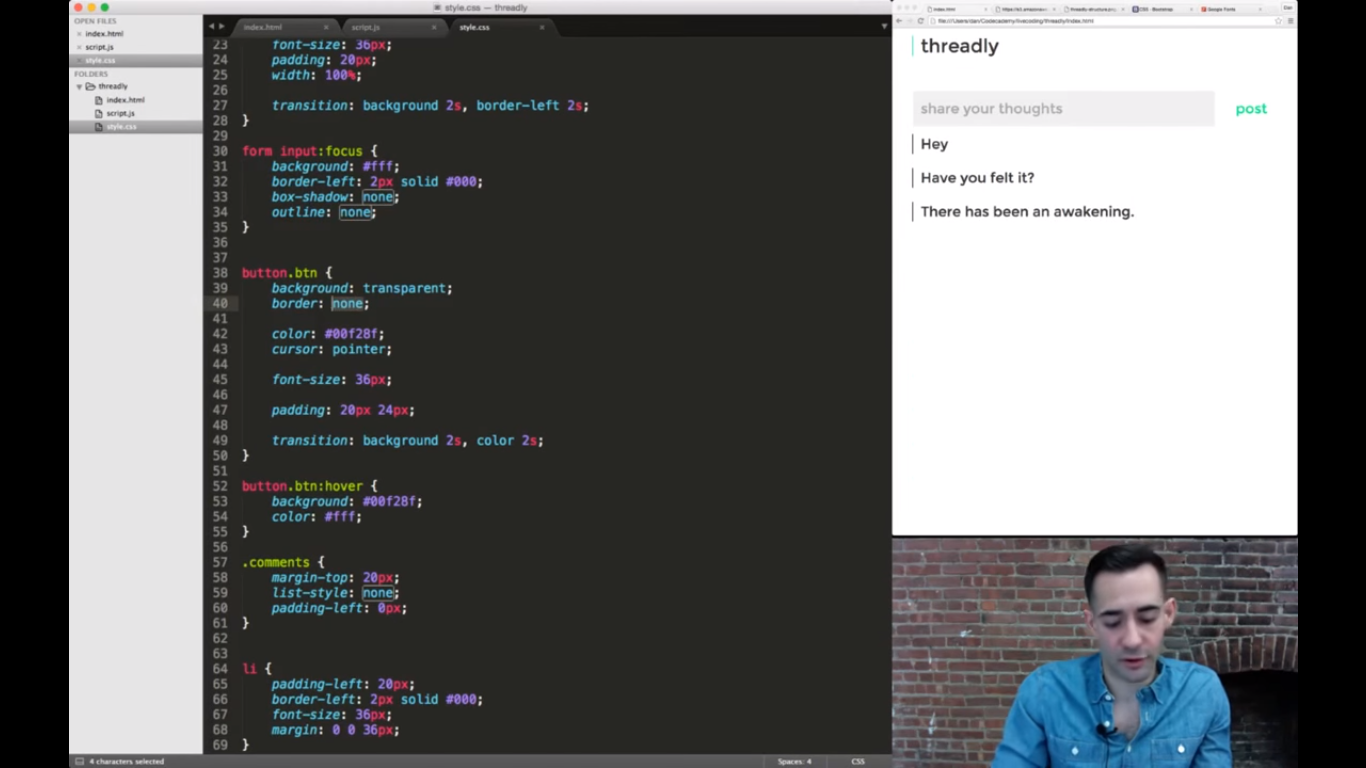 style.css — threadly
OPEN FILES
index.html
script.js
style.css
FOLDERS
threadly
index.html
script.js
style.css
index.html
script.js
style.css
23 font-size: 36px;
24 padding: 20px;
25 width: 100%;
26
27 transition: background 2s, border-left 2s;
28 }
29
30 form input:focus {
31 background: #fff;
32 border-left: 2px solid #000;
33 box-shadow: none;
34 outline: none;
35 }
36
37
38 button.btn {
39 background: transparent;
40 border: none;
41
42 color: #00f28f;
43 cursor: pointer;
44
45 font-size: 36px;
46
47 padding: 20px 24px;
48
49 transition: background 2s, color 2s;
50 }
51
52 button.btn:hover {
53 background: #00f28f;
54 color: #fff;
55 }
56
57 .comments {
58 margin-top: 20px;
59 list-style: none;
60 padding-left: 0px;
61 }
62
63
64 li {
65 padding-left: 20px;
66 border-left: 2px solid #000;
67 font-size: 36px;
68 margin: 0 0 36px;
69 }
4 characters selected
Spaces: 4
CSS
index.html
CSS · Bootstrap
Google Fonts
threadly
share your thoughts
post
Hey
Have you felt it?
There has been an awakening.